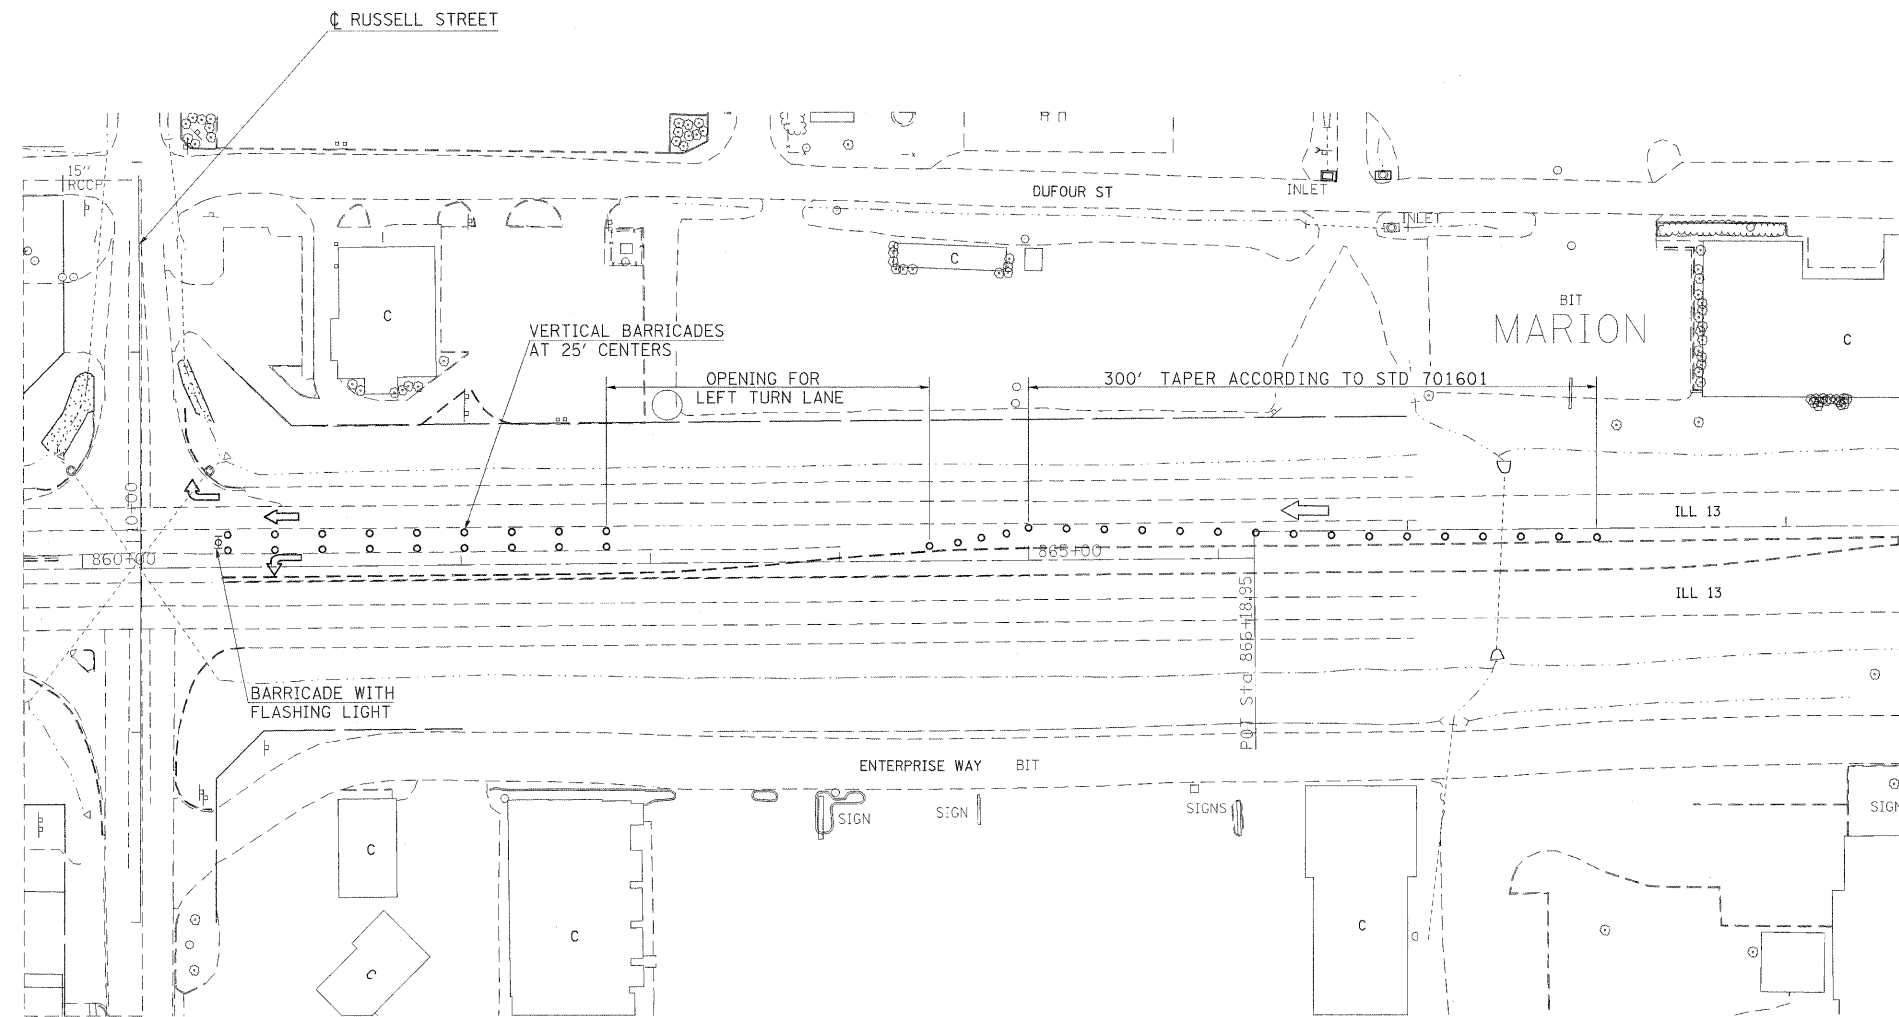 ℄ RUSSELL STREET
15"
RCCP
DUFOUR ST
INLET
INLET
C
C
BIT
MARION
C
VERTICAL BARRICADES
AT 25' CENTERS
OPENING FOR
LEFT TURN LANE
300' TAPER ACCORDING TO STD 701601
10+00
ILL 13
860+00
865+00
ILL 13
POT Sta 866+18.95
BARRICADE WITH
FLASHING LIGHT
ENTERPRISE WAY BIT
SIGN
SIGN
SIGNS
SIGN
C
C
C
C